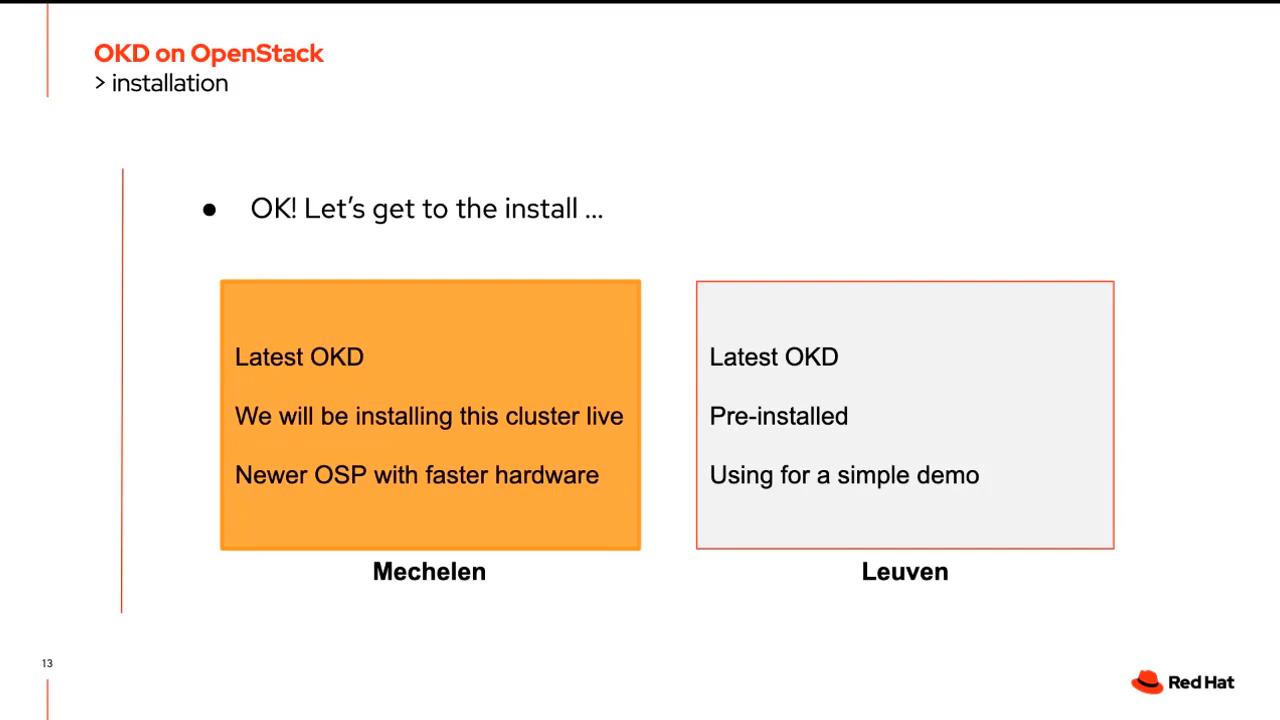 OKD on OpenStack
> installation
● OK! Let's get to the install ...
Latest OKD
We will be installing this cluster live
Newer OSP with faster hardware
Mechelen
Latest OKD
Pre-installed
Using for a simple demo
Leuven
13
Red Hat